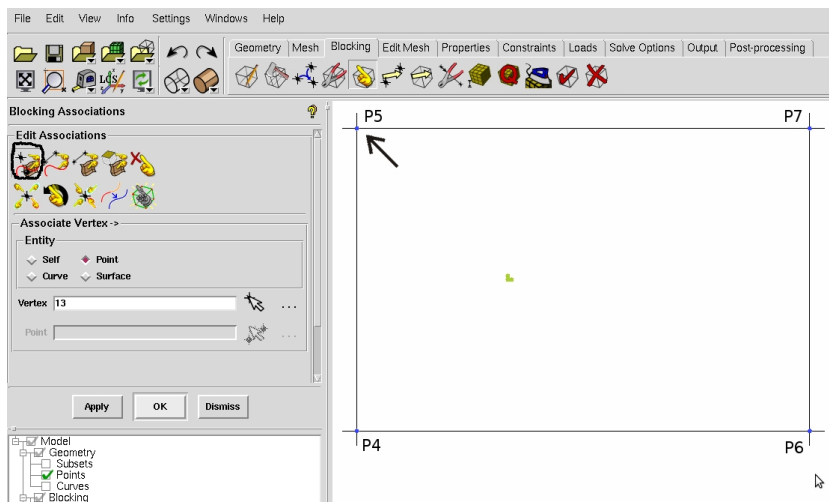 File Edit View Info Settings Windows Help
Geometry Mesh Blocking Edit Mesh Properties Constraints Loads Solve Options Output Post-processing
LdS
Blocking Associations
Edit Associations
Associate Vertex ->
Entity
Self Point
Curve Surface
Vertex 13 ...
Point ...
Apply OK Dismiss
Model
Geometry
Subsets
Points
Curves
Blocking
P5 P7
P4 P6